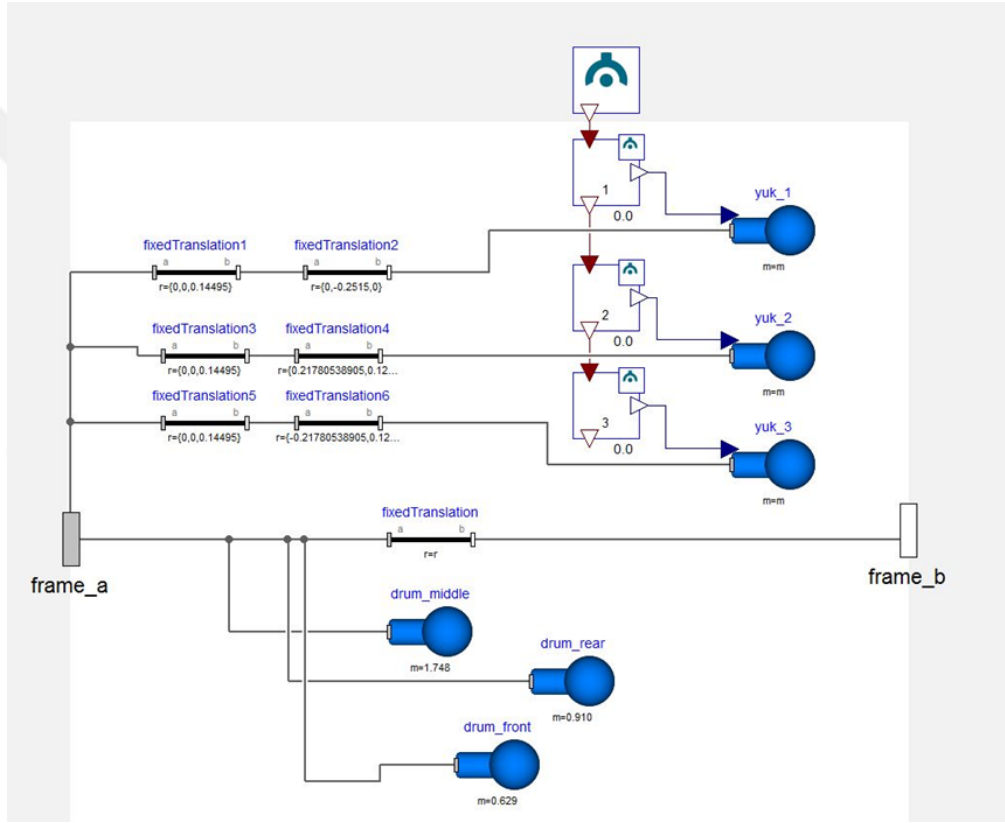 1
0.0
yuk_1
m=m
fixedTranslation1
a b
r={0,0,0.14495}
fixedTranslation2
a b
r={0,-0.2515,0}
2
0.0
yuk_2
m=m
fixedTranslation3
a b
r={0,0,0.14495}
fixedTranslation4
a b
r={0.21780538905,0.12...
fixedTranslation5
a b
r={0,0,0.14495}
fixedTranslation6
a b
r={-0.21780538905,0.12...
3
0.0
yuk_3
m=m
fixedTranslation
a b
r=r
frame_a
frame_b
drum_middle
m=1.748
drum_rear
m=0.910
drum_front
m=0.629